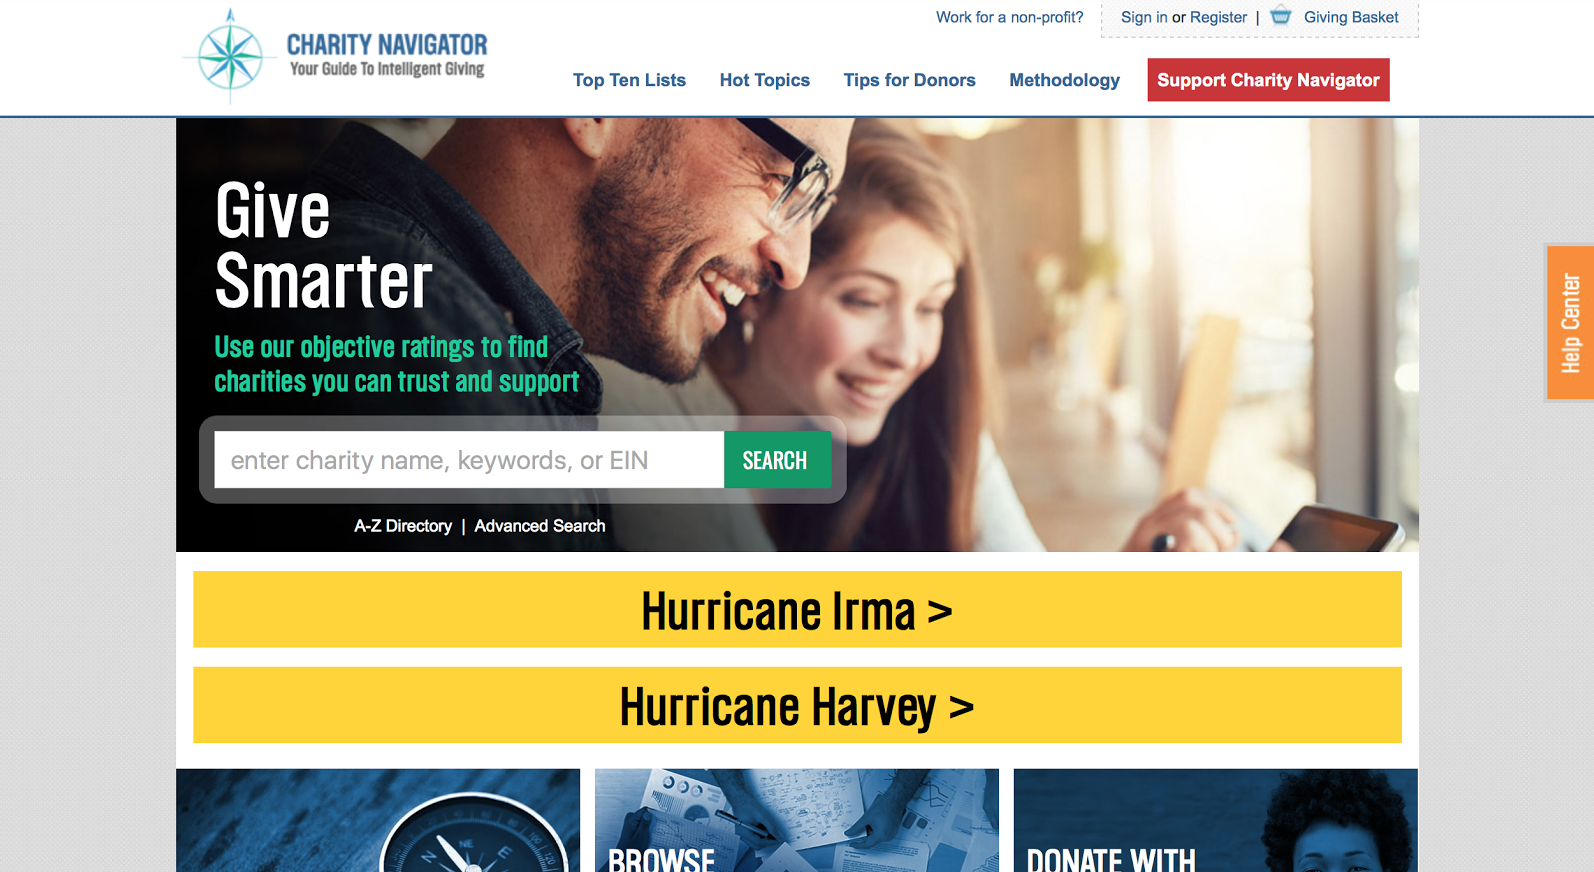 Work for a non-profit?
Sign in or Register | Giving Basket
CHARITY NAVIGATOR
Your Guide To Intelligent Giving
Top Ten Lists
Hot Topics
Tips for Donors
Methodology
Support Charity Navigator
Give
Smarter
Use our objective ratings to find
charities you can trust and support
enter charity name, keywords, or EIN
SEARCH
A-Z Directory | Advanced Search
Help Center
Hurricane Irma >
Hurricane Harvey >
N NE E
BROWSE
DONATE WITH